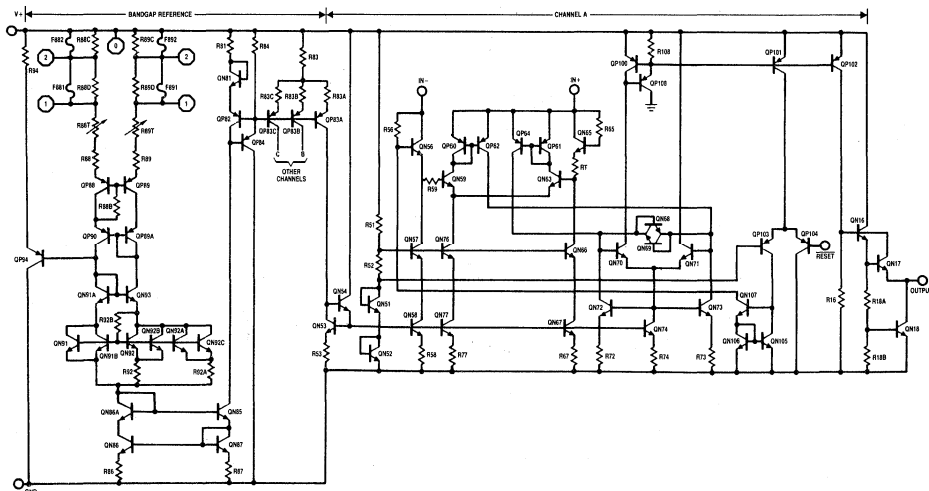 V+
BANDGAP REFERENCE
CHANNEL A
F882
R88C
R89C
F892
0
2
2
R94
F881
R88D
R89D
F891
1
1
R88T
R89T
R88
R89
QP88
QP89
R88B
QP90
QP89A
QP94
QN91A
QN93
R92B
QN91
QN91B
QN92
QN92B
QN92A
QN92C
R92
R92A
QN86A
QN85
QN86
QN87
R86
R87
R81
R84
R83
QN81
R83C
R83B
R83A
QP82
QP83C
QP83B
QP83A
QP84
C
B
OTHER
CHANNELS
IN-
IN+
R56
QN56
QP60
QP62
QP64
QP61
QN65
R65
R59
QN59
QN63
RT
R51
R52
QN57
QN76
QN66
QN68
QN69
QN70
QN71
QN54
QN51
QN53
QN58
QN77
QN67
QN72
QN74
QN73
R53
QN52
R58
R77
R67
R72
R74
R73
R108
QP100
QP108
QP101
QP102
QP103
QP104
RESET
QN107
QN106
QN105
R16
QN16
QN17
OUTPUT
R18A
QN18
R18B
GND